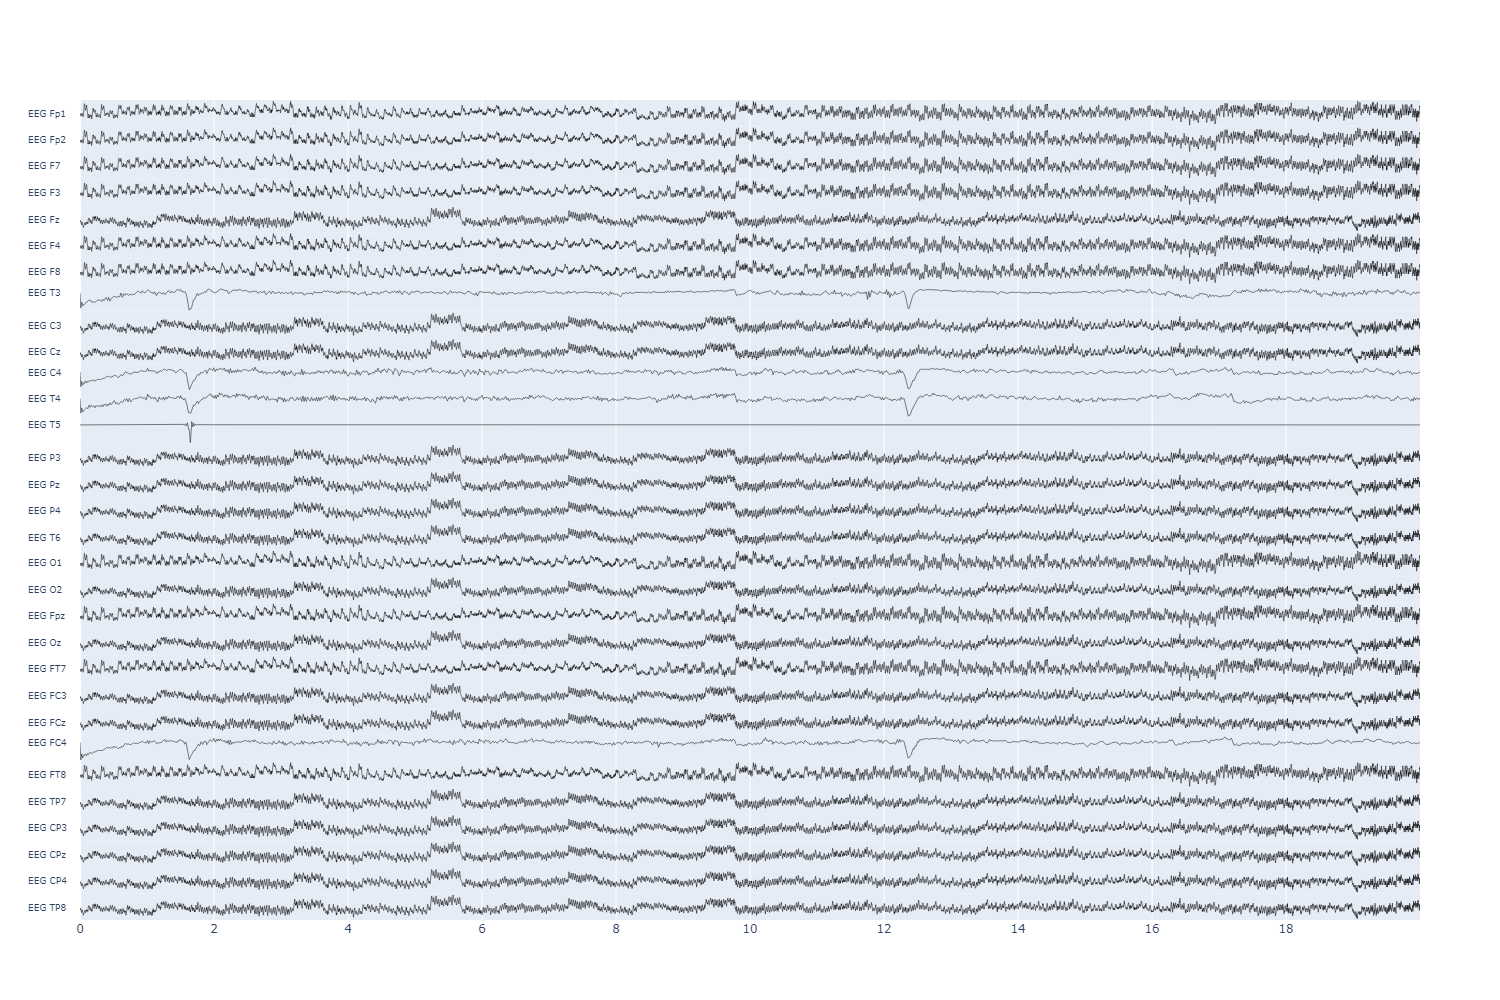 EEG Fp1
EEG Fp2
EEG F7
EEG F3
EEG Fz
EEG F4
EEG F8
EEG T3
EEG C3
EEG Cz
EEG C4
EEG T4
EEG T5
EEG P3
EEG Pz
EEG P4
EEG T6
EEG O1
EEG O2
EEG Fpz
EEG Oz
EEG FT7
EEG FC3
EEG FCz
EEG FC4
EEG FT8
EEG TP7
EEG CP3
EEG CPz
EEG CP4
EEG TP8
0 2 4 6 8 10 12 14 16 18